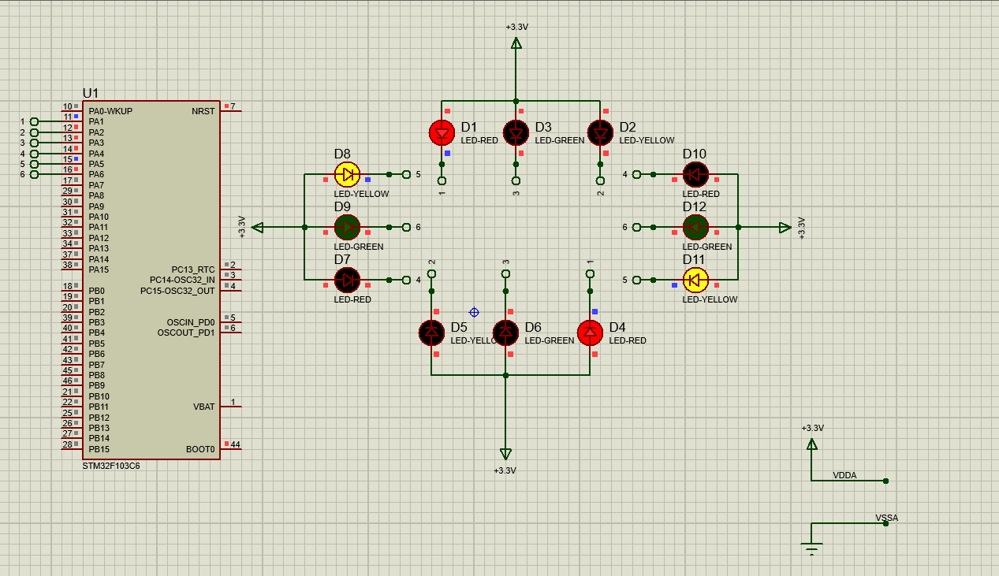 U1
10
PA0-WKUP
NRST
7
1
11
PA1
2
12
PA2
3
13
PA3
4
14
PA4
5
15
PA5
6
16
PA6
17
PA7
29
PA8
30
PA9
31
PA10
32
PA11
33
PA12
34
PA13
37
PA14
38
PA15
PC13_RTC
2
PC14-OSC32_IN
3
PC15-OSC32_OUT
4
18
PB0
19
PB1
20
PB2
39
PB3
OSCIN_PD0
5
40
PB4
OSCOUT_PD1
6
41
PB5
42
PB6
43
PB7
45
PB8
46
PB9
21
PB10
22
PB11
VBAT
1
25
PB12
26
PB13
27
PB14
28
PB15
BOOT0
44
STM32F103C6
+3.3V
D1
LED-RED
D3
LED-GREEN
D2
LED-YELLOW
1
3
2
D8
LED-YELLOW
5
D9
LED-GREEN
6
D7
LED-RED
4
+3.3V
D10
LED-RED
4
D12
LED-GREEN
6
D11
LED-YELLOW
5
+3.3V
2
3
1
D5
LED-YELLO
D6
LED-GREEN
D4
LED-RED
+3.3V
+3.3V
VDDA
VSSA